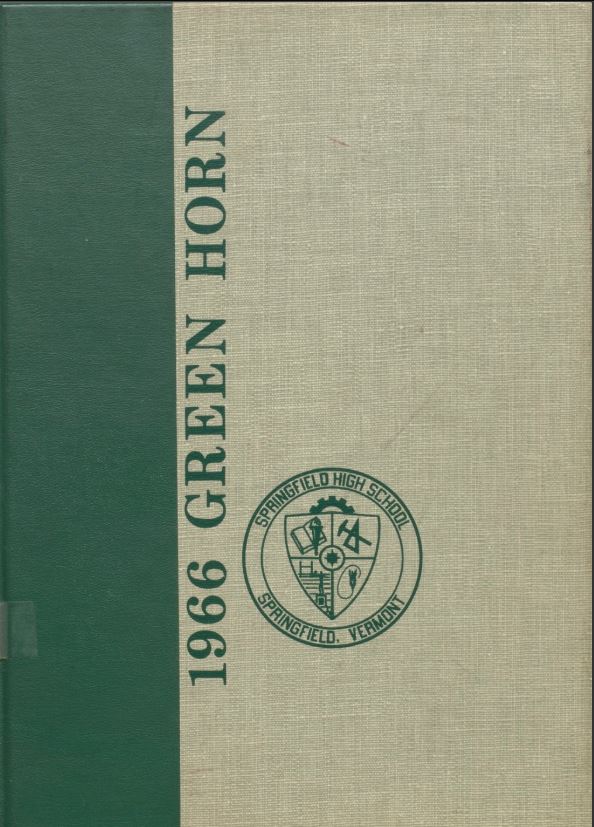 1966 GREEN HORN
SPRINGFIELD HIGH SCHOOL
SPRINGFIELD, VERMONT